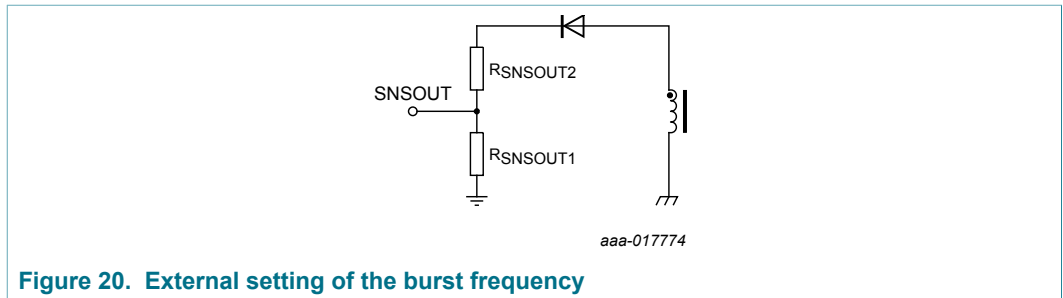 RSNSOUT2
SNSOUT
RSNSOUT1
aaa-017774
Figure 20. External setting of the burst frequency